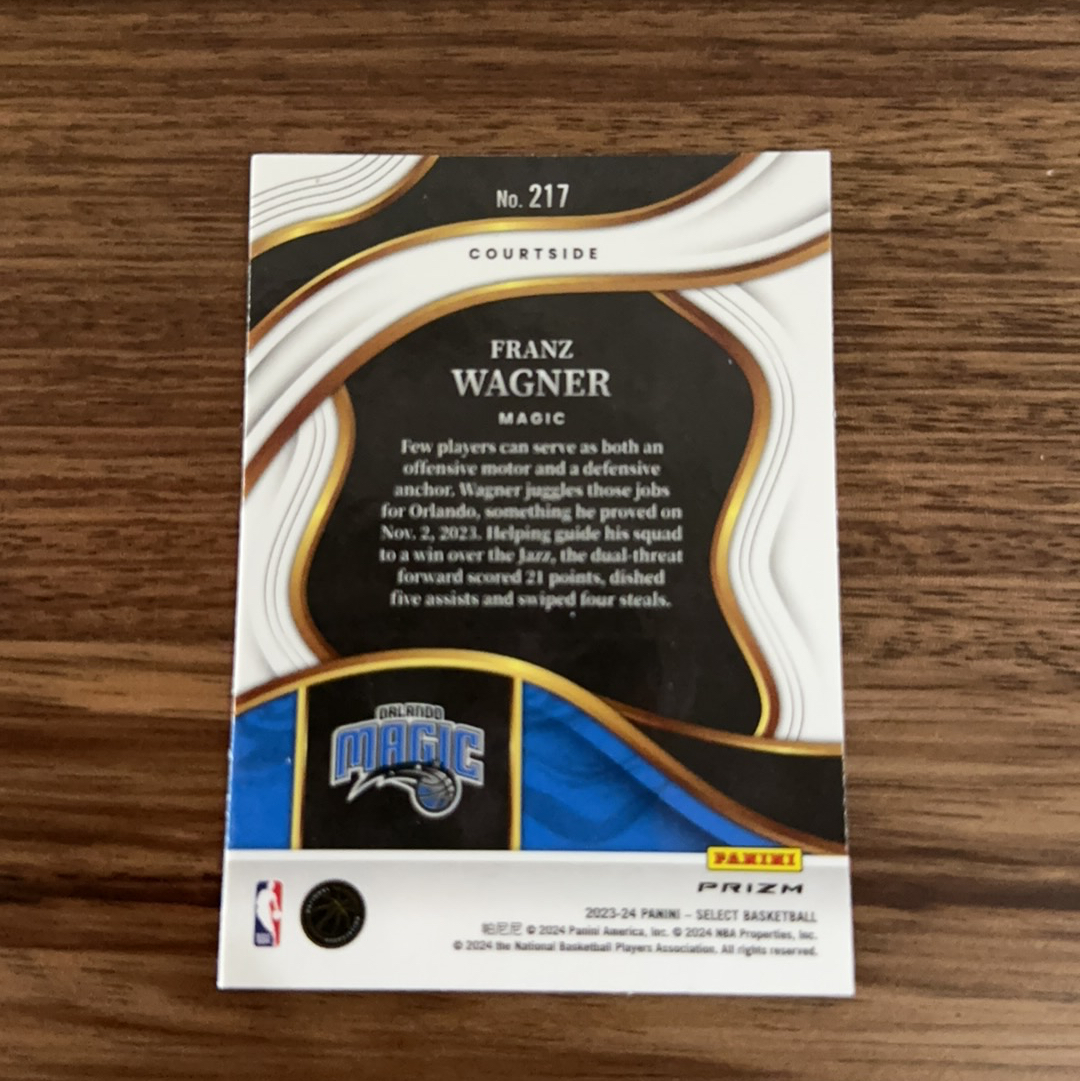 No. 217
COURTSIDE
FRANZ
WAGNER
MAGIC
Few players can serve as both an
offensive motor and a defensive
anchor. Wagner juggles those jobs
for Orlando, something he proved on
Nov. 2, 2023. Helping guide his squad
to a win over the Jazz, the dual-threat
forward scored 21 points, dished
five assists and swiped four steals.
ORLANDO
MAGIC
PANINI
PRIZM
2023-24 PANINI – SELECT BASKETBALL
帕尼尼 © 2024 Panini America, Inc. © 2024 NBA Properties, Inc.
© 2024 the National Basketball Players Association. All rights reserved.